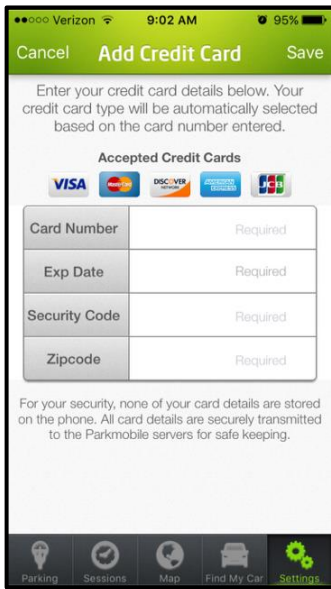 Verizon 9:02 AM 95%
Cancel Add Credit Card Save
Enter your credit card details below. Your
credit card type will be automatically selected
based on the card number entered.
Accepted Credit Cards
VISA MasterCard DISCOVER NETWORK AMERICAN EXPRESS JCB
Card Number Required
Exp Date Required
Security Code Required
Zipcode Required
For your security, none of your card details are stored
on the phone. All card details are securely transmitted
to the Parkmobile servers for safe keeping.
Parking Sessions Map Find My Car Settings